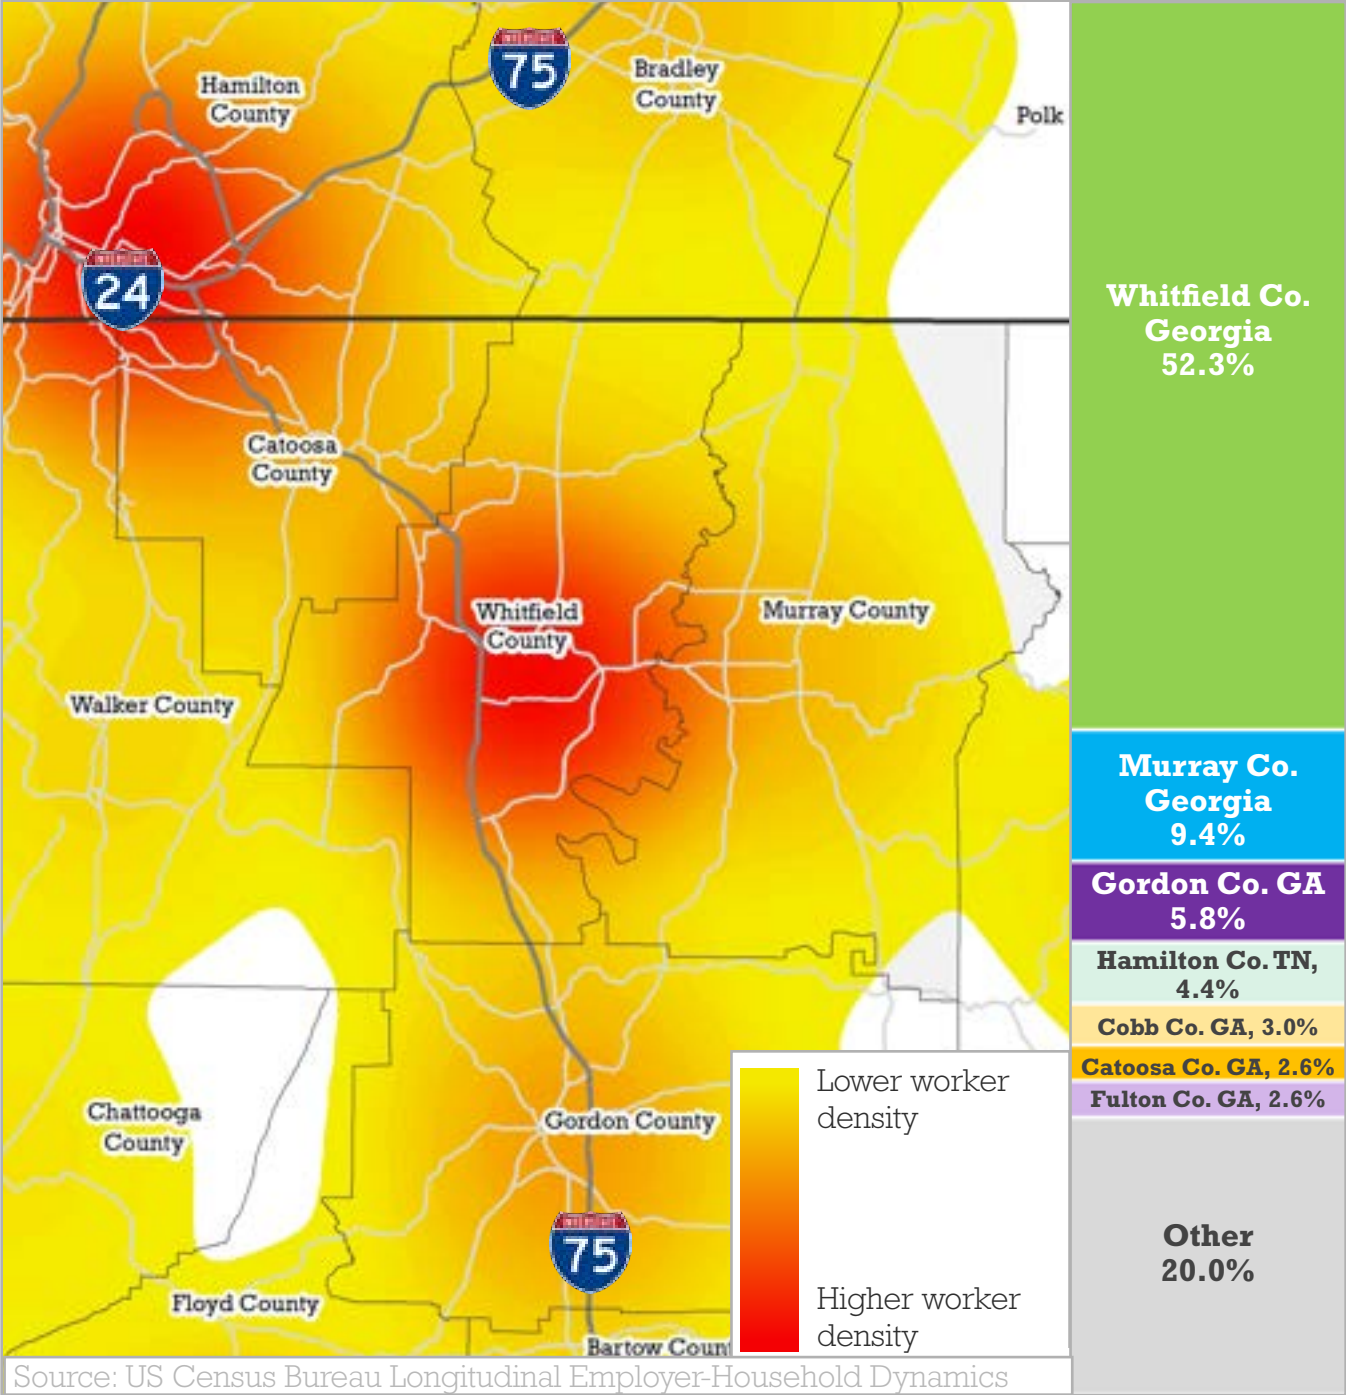 Hamilton
County
75
Bradley
County
Polk
24
Catoosa
County
Whitfield
County
Murray County
Walker County
Chattooga
County
Gordon County
75
Floyd County
Bartow Coun
Lower worker
density
Higher worker
density
Source: US Census Bureau Longitudinal Employer-Household Dynamics
Whitfield Co.
Georgia
52.3%
Murray Co.
Georgia
9.4%
Gordon Co. GA
5.8%
Hamilton Co. TN,
4.4%
Cobb Co. GA, 3.0%
Catoosa Co. GA, 2.6%
Fulton Co. GA, 2.6%
Other
20.0%